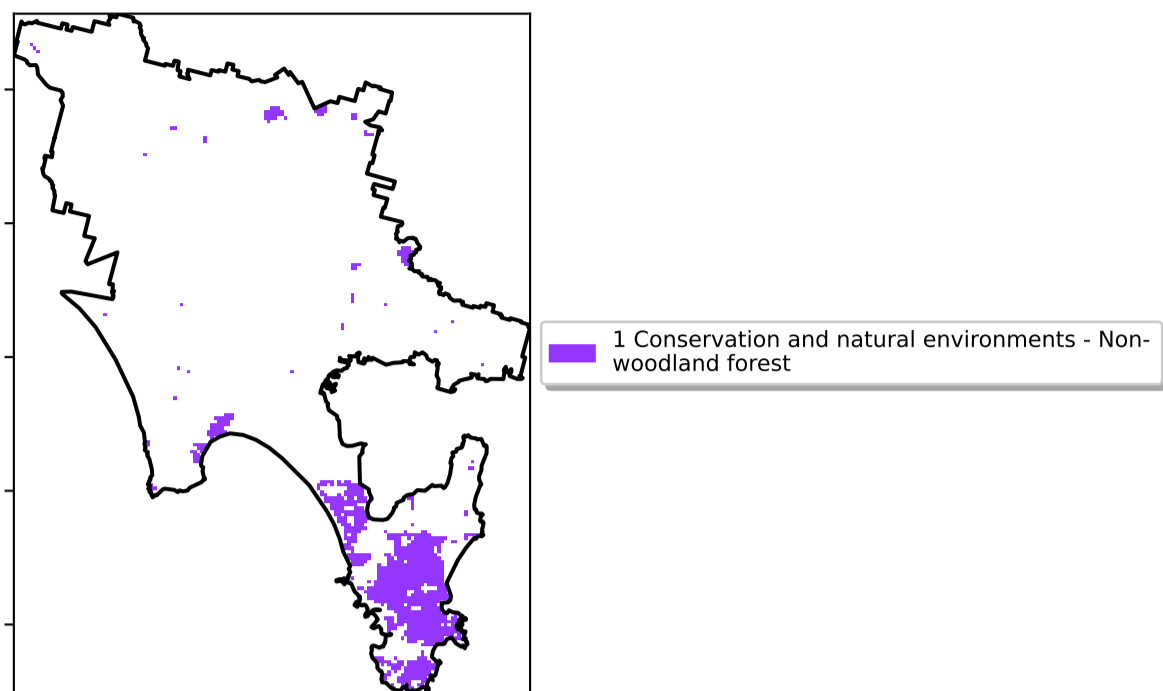 1 Conservation and natural environments - Non-
woodland forest